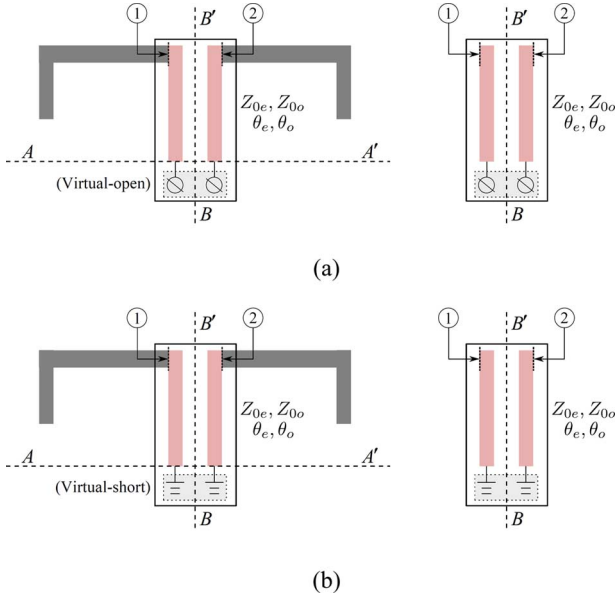 1 B′ 2 1 B′ 2
Z0e, Z0o Z0e, Z0o
θe, θo θe, θo
A A′
(Virtual-open)
B B
(a)
1 B′ 2 1 B′ 2
Z0e, Z0o Z0e, Z0o
θe, θo θe, θo
A A′
(Virtual-short)
B B
(b)